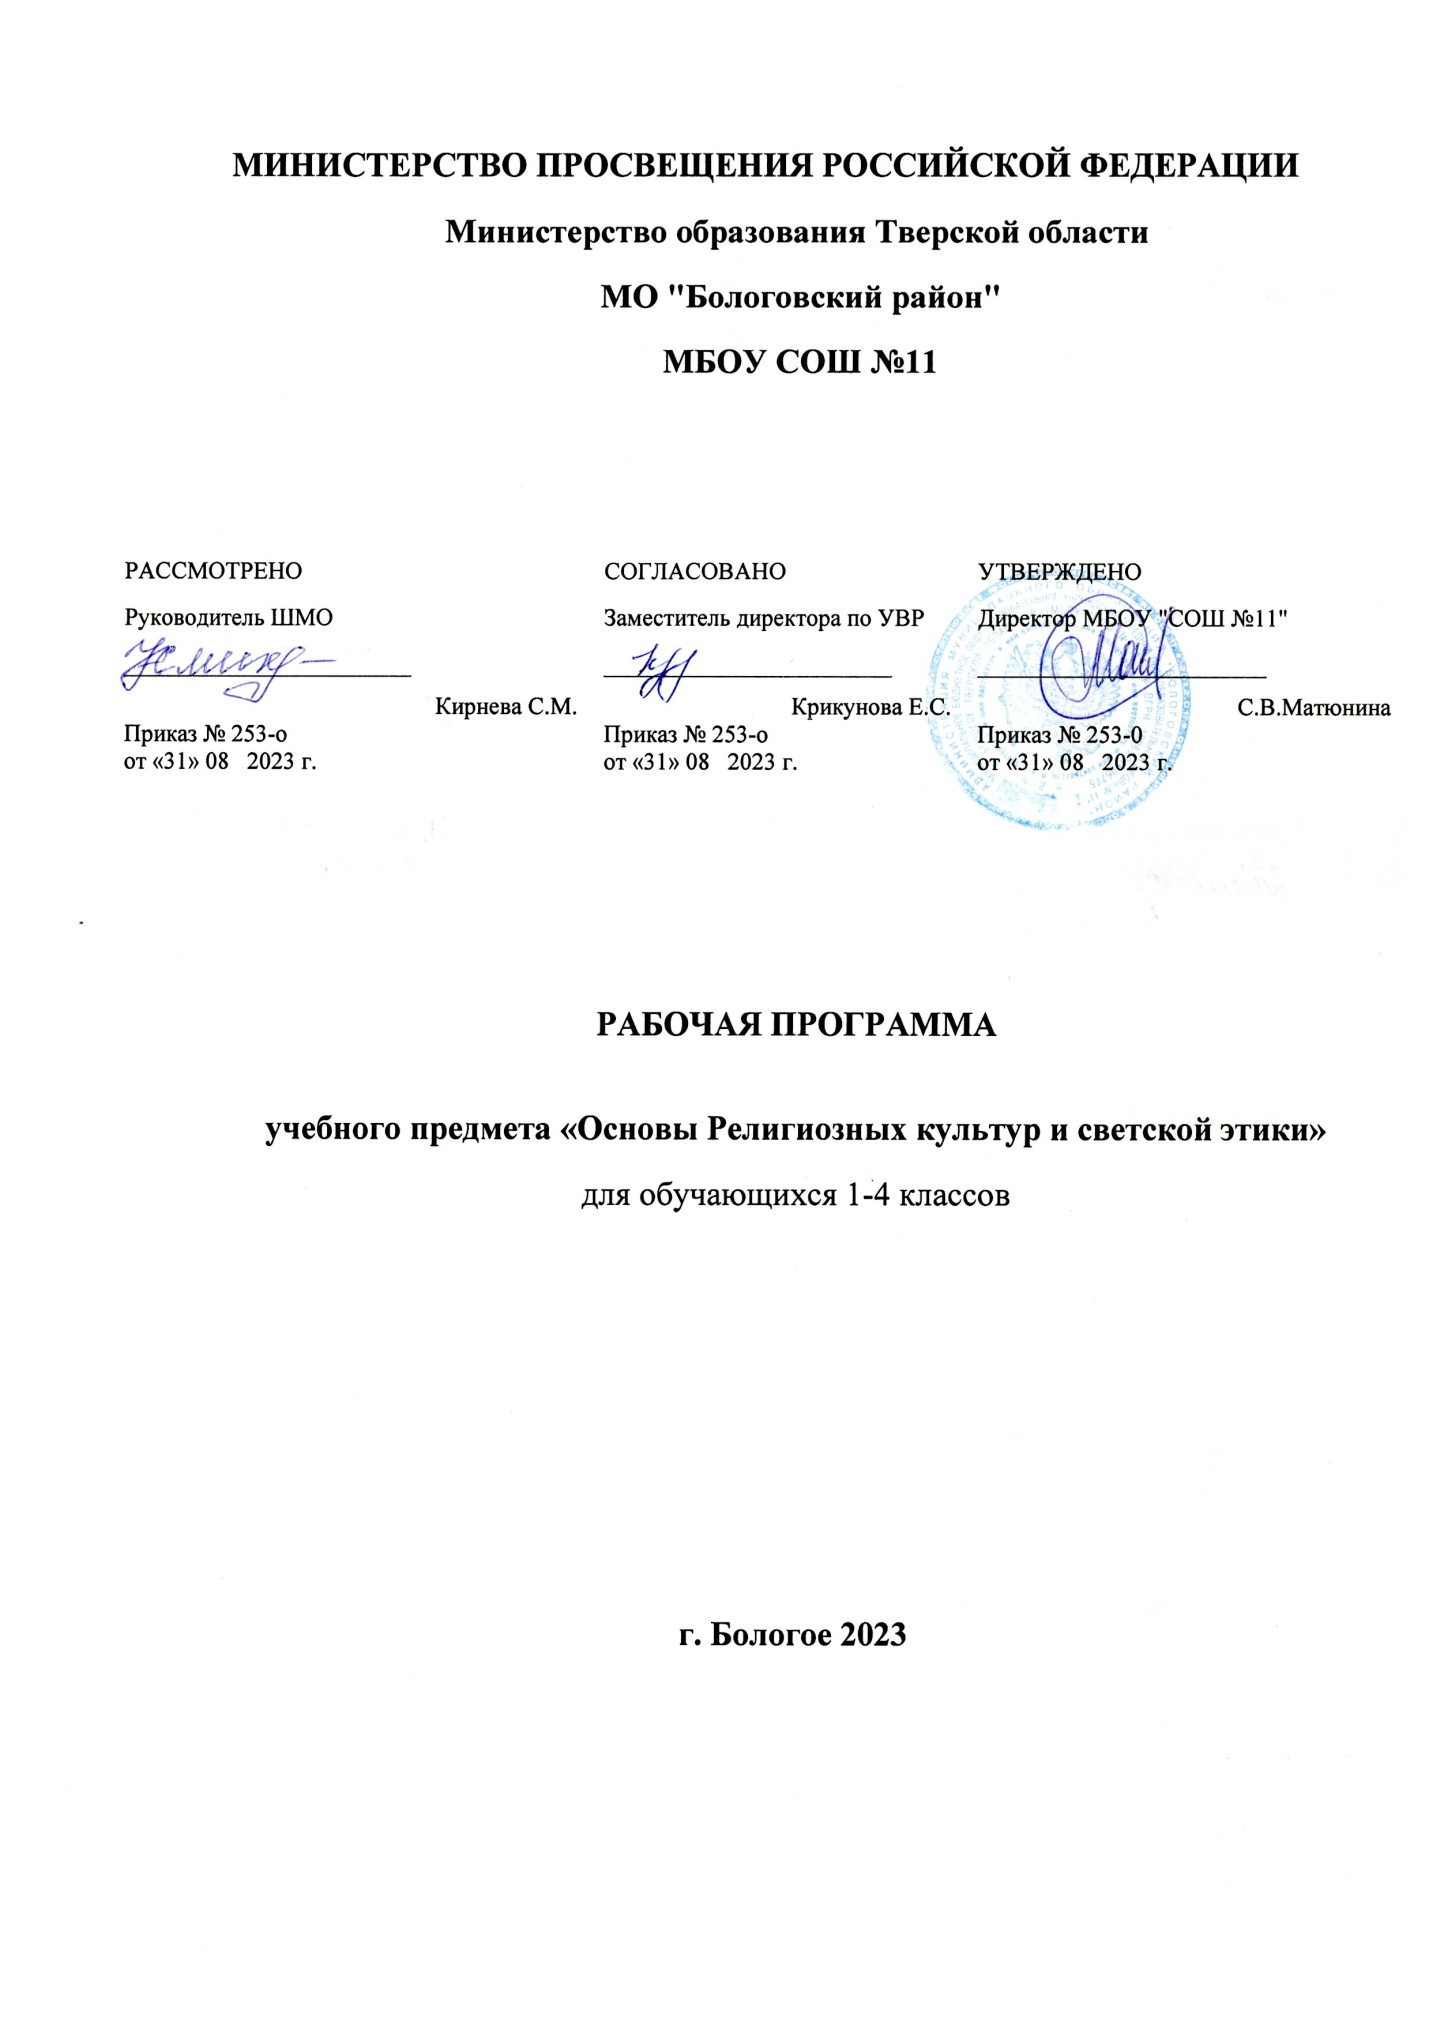 МИНИСТЕРСТВО ПРОСВЕЩЕНИЯ РОССИЙСКОЙ ФЕДЕРАЦИИ
Министерство образования Тверской области
МО "Бологовский район"
МБОУ СОШ №11
РАССМОТРЕНО
Руководитель ШМО
Кирнева С.М.
Приказ № 253-о
от «31» 08 2023 г.
СОГЛАСОВАНО
Заместитель директора по УВР
Крикунова Е.С.
Приказ № 253-о
от «31» 08 2023 г.
УТВЕРЖДЕНО
Директор МБОУ "СОШ №11"
С.В.Матюнина
Приказ № 253-0
от «31» 08 2023 г.
РАБОЧАЯ ПРОГРАММА
учебного предмета «Основы Религиозных культур и светской этики»
для обучающихся 1-4 классов
г. Бологое 2023